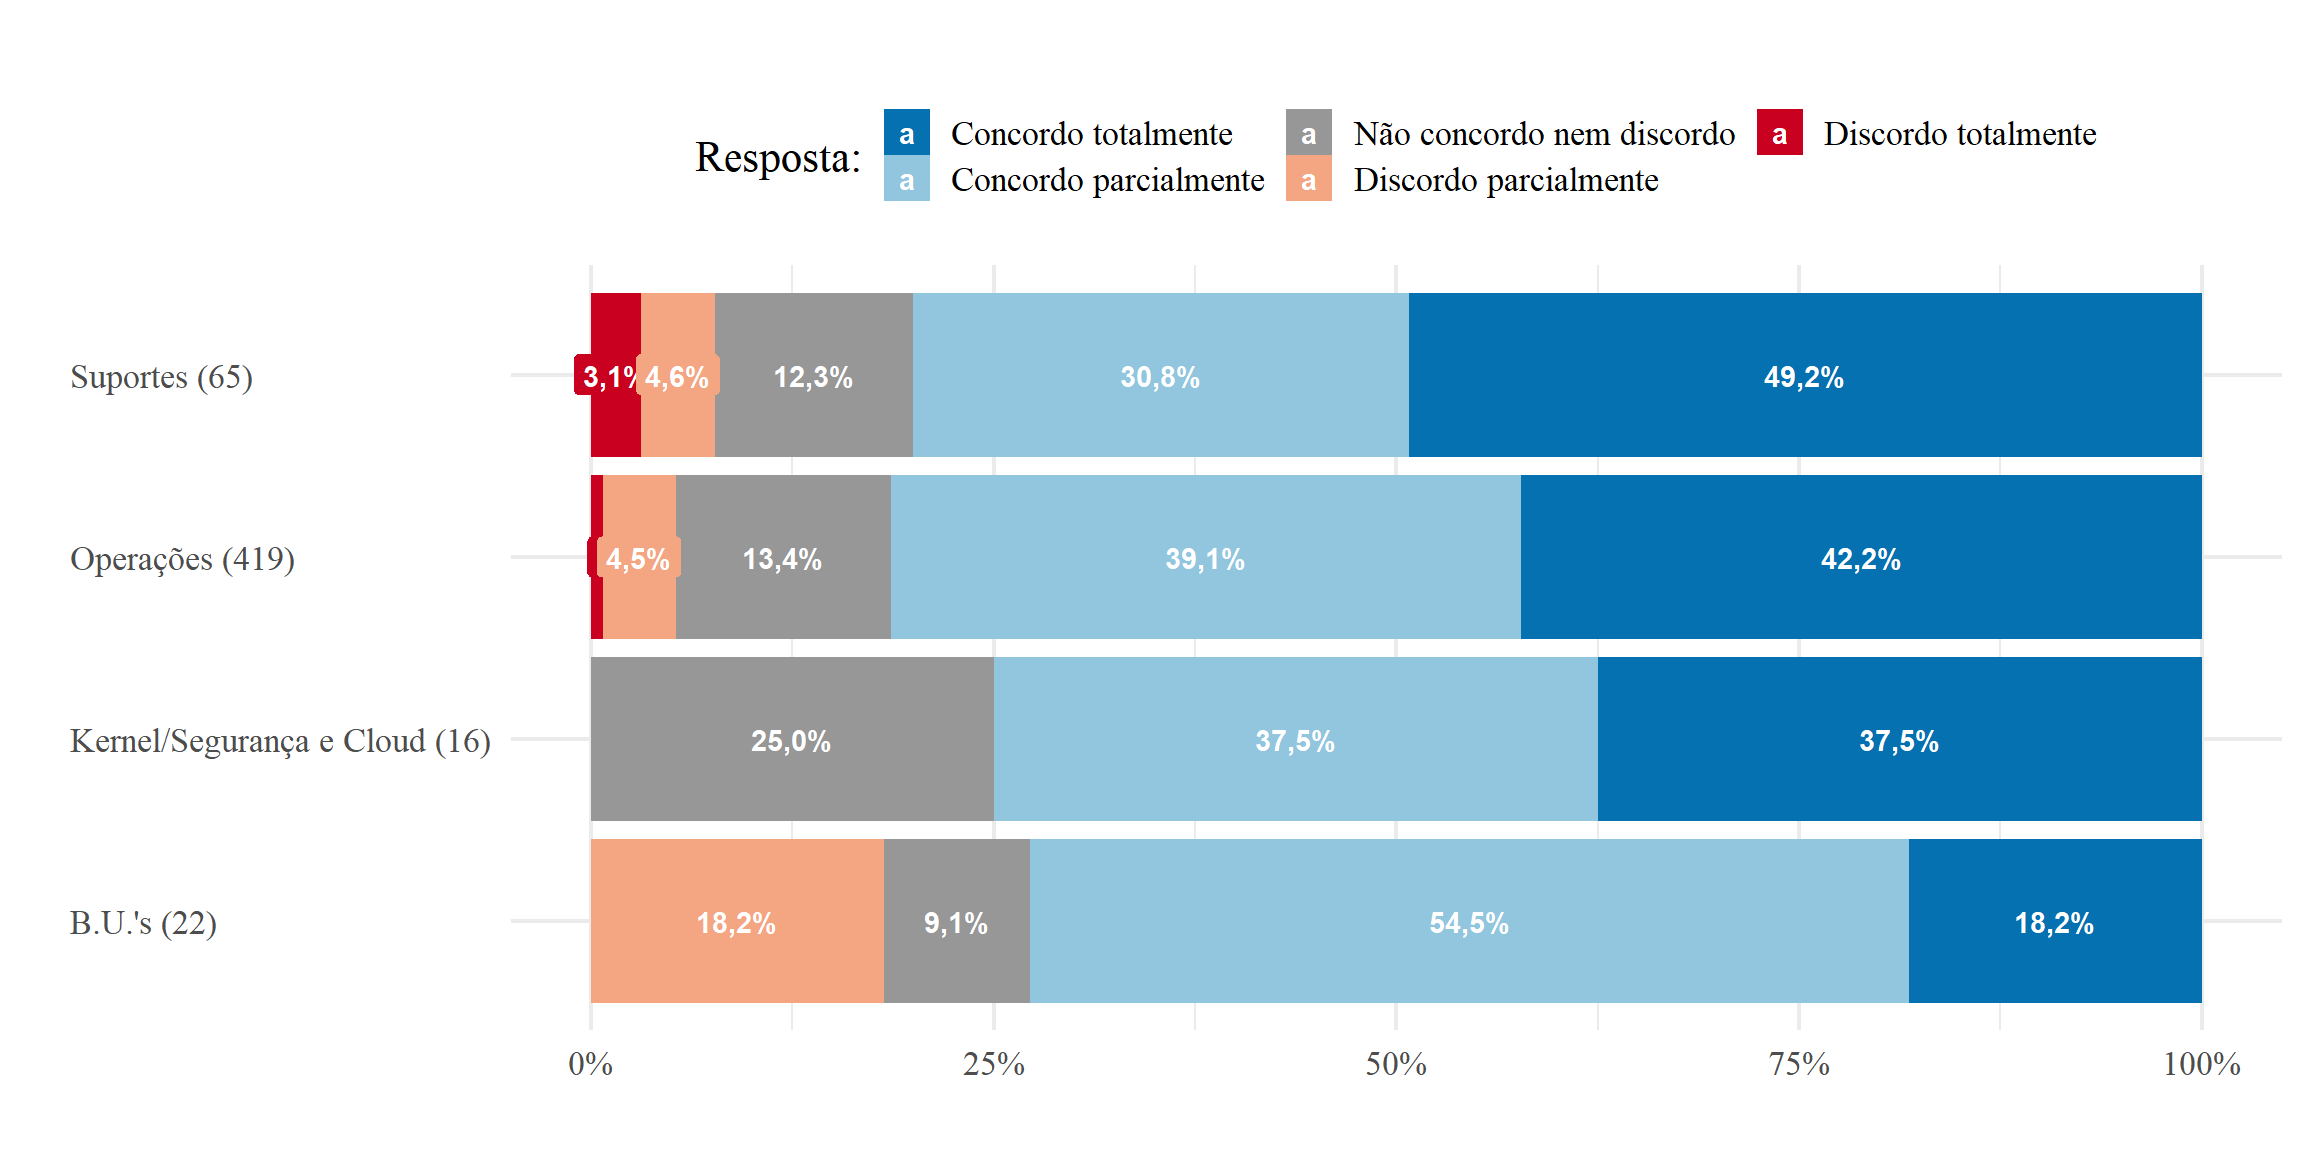 Resposta:
a Concordo totalmente a Não concordo nem discordo a Discordo totalmente
a Concordo parcialmente a Discordo parcialmente
Suportes (65) 3,1% 4,6% 12,3% 30,8% 49,2%
Operações (419) 4,5% 13,4% 39,1% 42,2%
Kernel/Segurança e Cloud (16) 25,0% 37,5% 37,5%
B.U.'s (22) 18,2% 9,1% 54,5% 18,2%
0% 25% 50% 75% 100%